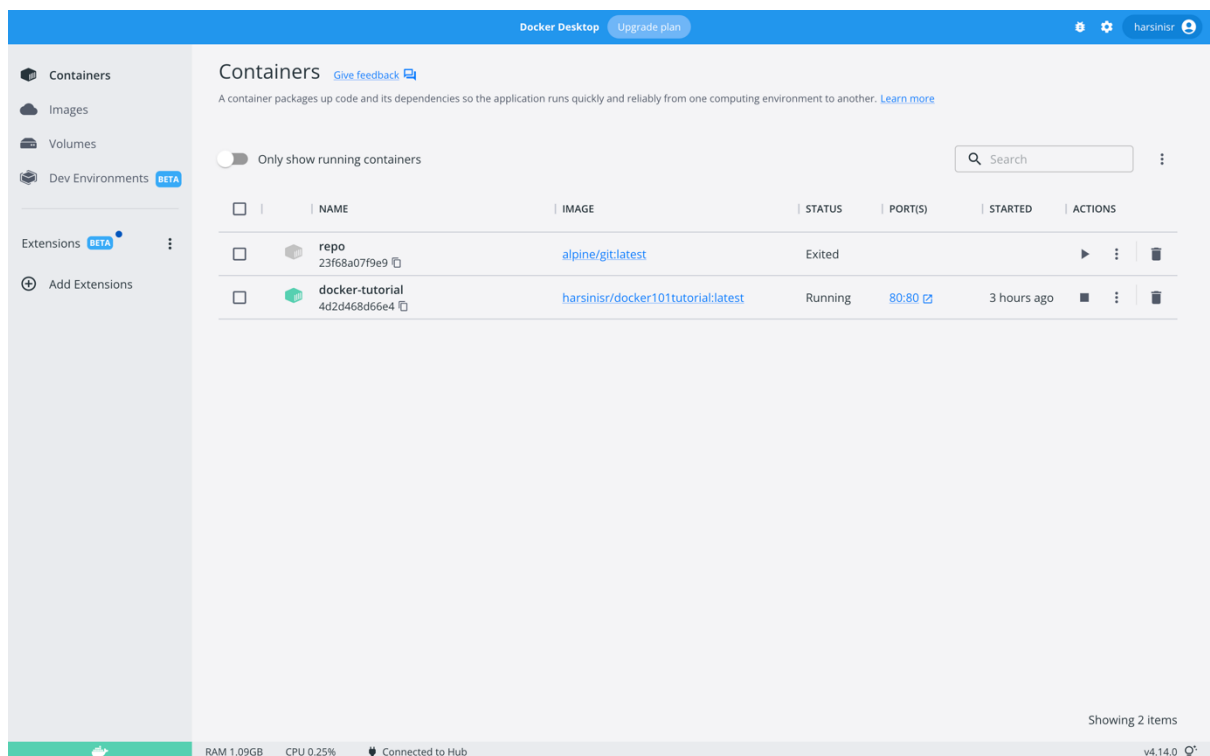 Docker Desktop Upgrade plan harsinisr
Containers
Images
Volumes
Dev Environments BETA
Extensions BETA
Add Extensions
Containers Give feedback
A container packages up code and its dependencies so the application runs quickly and reliably from one computing environment to another. Learn more
Only show running containers
Search
NAME IMAGE STATUS PORT(S) STARTED ACTIONS
repo
23f68a07f9e9
alpine/git:latest Exited
docker-tutorial
4d2d468d66e4
harsinisr/docker101tutorial:latest Running 80:80 3 hours ago
Showing 2 items
RAM 1.09GB CPU 0.25% Connected to Hub v4.14.0